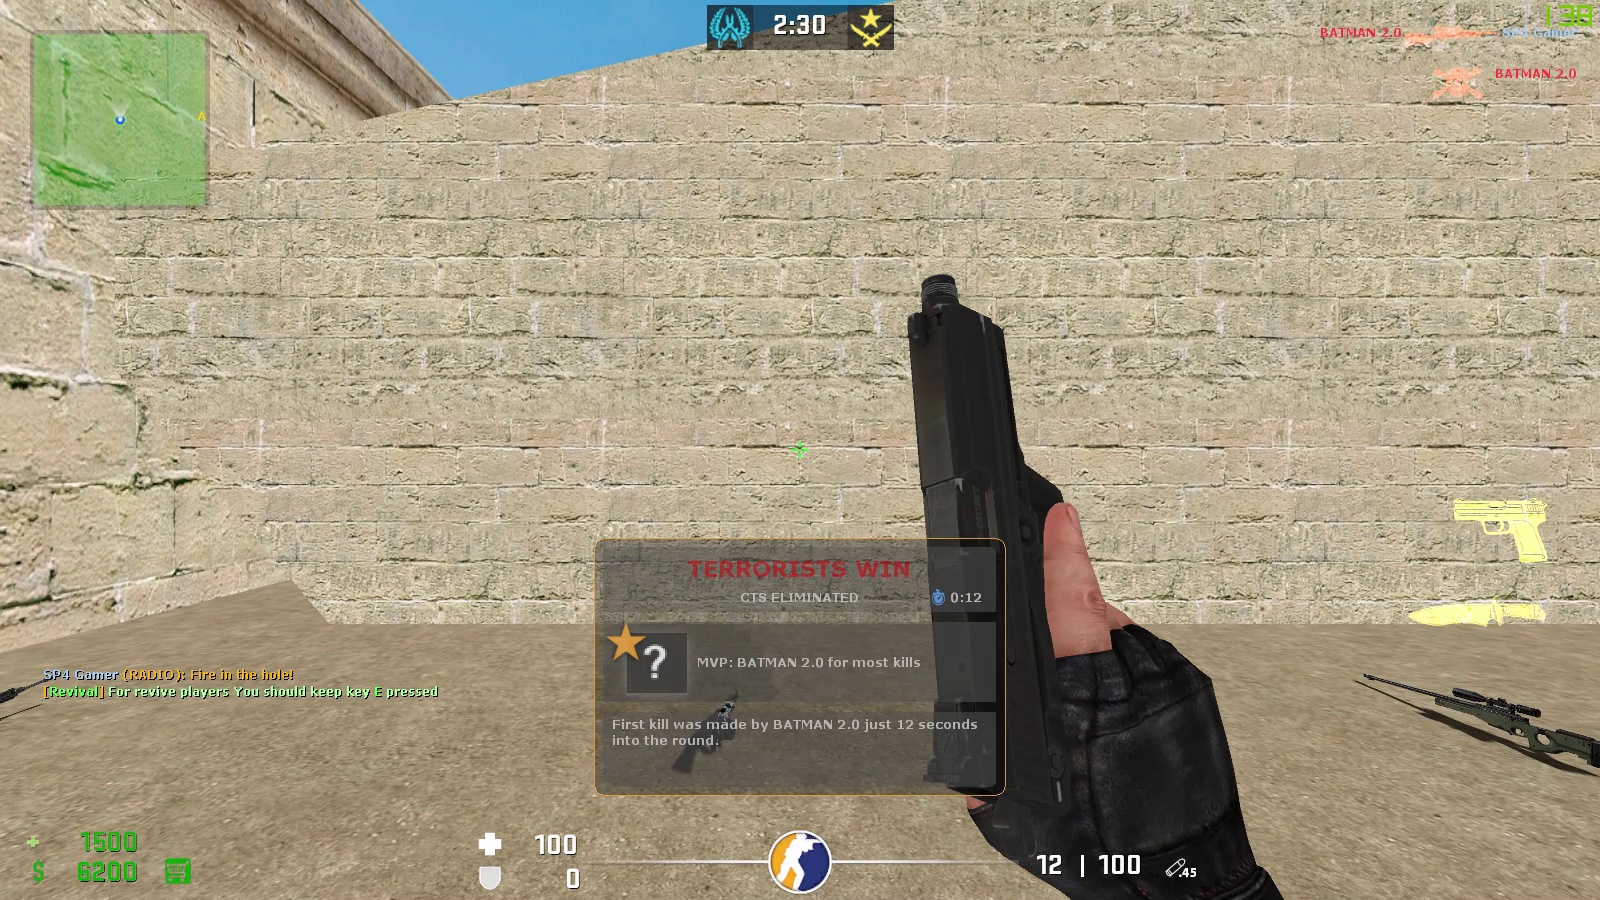 2:30
138
BATMAN 2.0 SP4 Gamer
BATMAN 2.0
A
TERRORISTS WIN
CTS ELIMINATED
0:12
?
MVP: BATMAN 2.0 for most kills
First kill was made by BATMAN 2.0 just 12 seconds
into the round.
SP4 Gamer (RADIO): Fire in the hole!
[Revival] For revive players You should keep key E pressed
+ 1500
$ 6200
100
0
12 | 100
.45